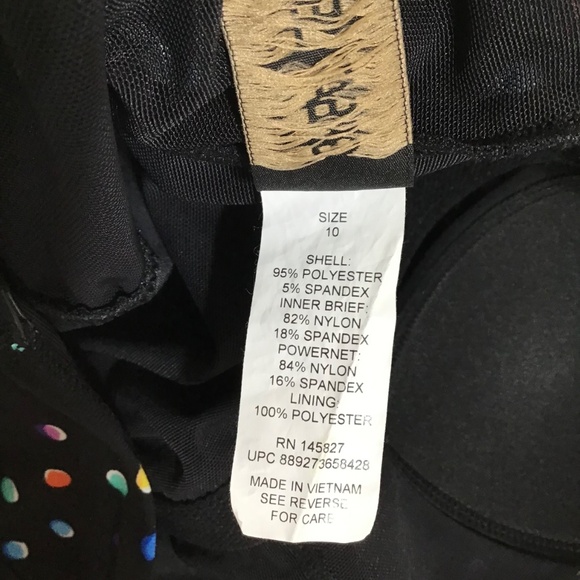 SIZE
10
SHELL:
95% POLYESTER
5% SPANDEX
INNER BRIEF:
82% NYLON
18% SPANDEX
POWERNET:
84% NYLON
16% SPANDEX
LINING:
100% POLYESTER
RN 145827
UPC 889273658428
MADE IN VIETNAM
SEE REVERSE
FOR CARE